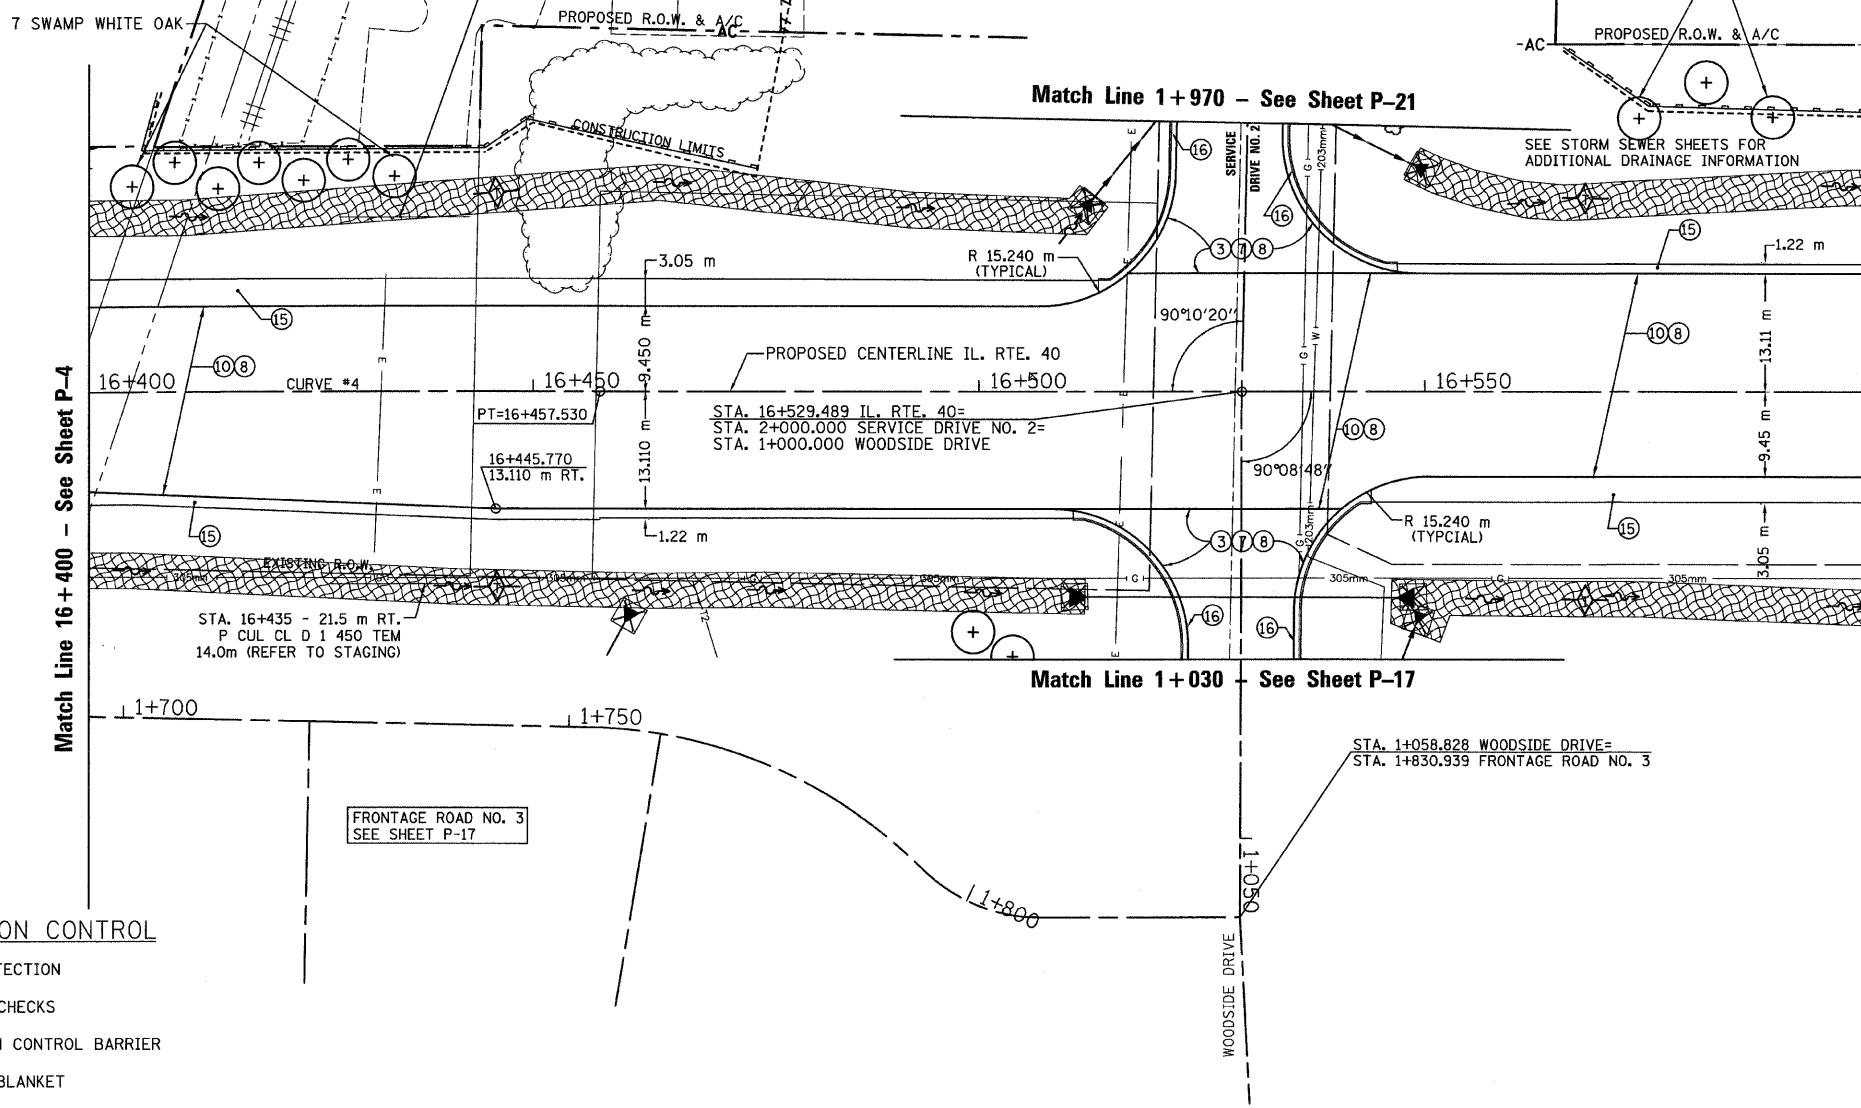 7 SWAMP WHITE OAK
PROPOSED R.O.W. & A/C
AC
CONSTRUCTION LIMITS
Match Line 1+970 – See Sheet P–21
AC
PROPOSED R.O.W. & A/C
SEE STORM SEWER SHEETS FOR
ADDITIONAL DRAINAGE INFORMATION
SERVICE
DRIVE NO. 2
E
16
G
203mm
16
3 7 8
R 15.240 m
(TYPICAL)
3.05 m
15
1.22 m
15
10 8
9.450 m
90°10'20"
PROPOSED CENTERLINE IL. RTE. 40
E
E
G
W
10 8
13.11 m
16+400
CURVE #4
16+450
16+500
16+550
PT=16+457.530
STA. 16+529.489 IL. RTE. 40=
STA. 2+000.000 SERVICE DRIVE NO. 2=
STA. 1+000.000 WOODSIDE DRIVE
E
10 8
9.45 m
16+445.770
13.110 m RT.
13.110 m
90°08'48"
E
15
1.22 m
E
3 7 8
G
203mm
R 15.240 m
(TYPCIAL)
15
3.05 m
EXISTING R.O.W.
305mm
G
305mm
G
305mm
G
305mm
G
305mm
STA. 16+435 - 21.5 m RT.
P CUL CL D 1 450 TEM
14.0m (REFER TO STAGING)
72
16
16
E
Match Line 1+030 – See Sheet P–17
Match Line 16+400 – See Sheet P–4
1+700
1+750
STA. 1+058.828 WOODSIDE DRIVE=
STA. 1+830.939 FRONTAGE ROAD NO. 3
FRONTAGE ROAD NO. 3
SEE SHEET P-17
1+800
1+050
WOODSIDE DRIVE
ON CONTROL
TECTION
CHECKS
CONTROL BARRIER
BLANKET